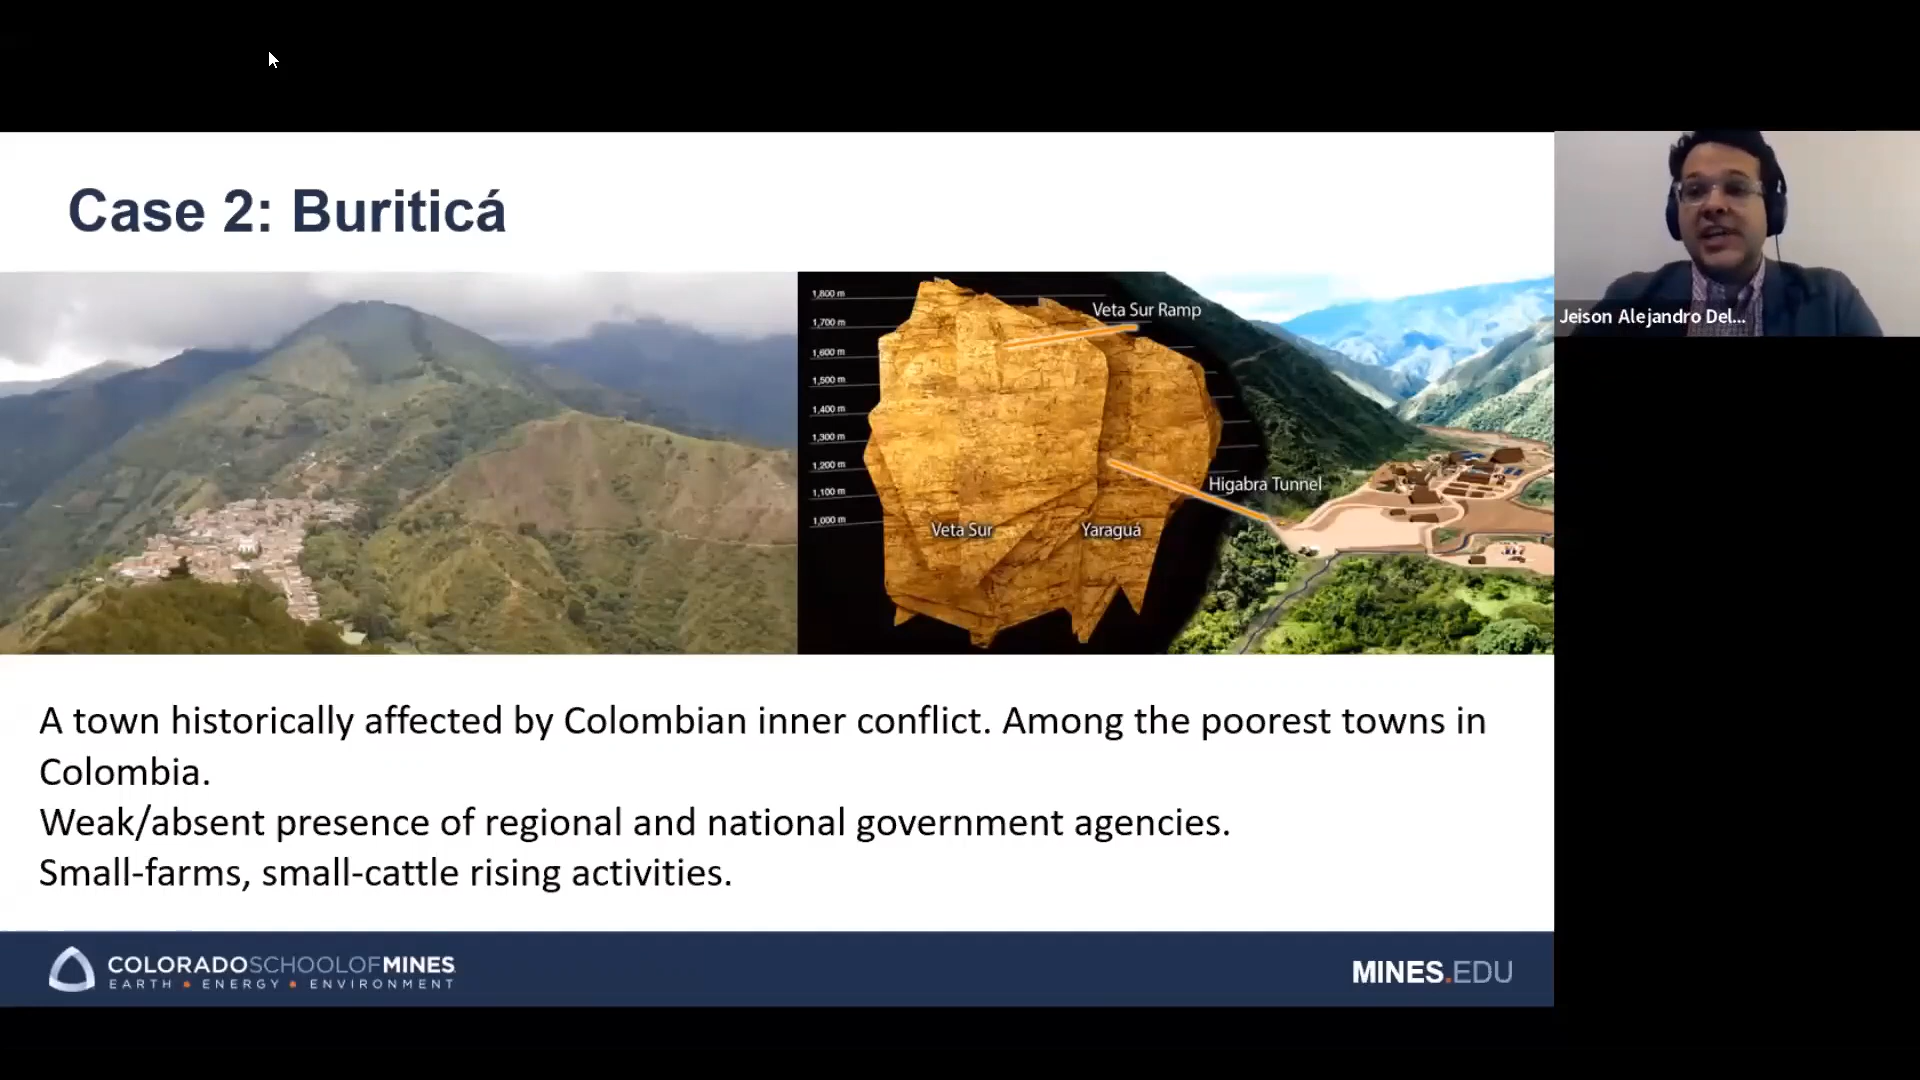 Case 2: Buriticá
Jeison Alejandro Del...
1,800 m
1,700 m
1,600 m
1,500 m
1,400 m
1,300 m
1,200 m
1,100 m
1,000 m
Veta Sur Ramp
Higabra Tunnel
Veta Sur
Yaraguá
A town historically affected by Colombian inner conflict. Among the poorest towns in
Colombia.
Weak/absent presence of regional and national government agencies.
Small-farms, small-cattle rising activities.
COLORADOSCHOOLOFMINES
EARTH • ENERGY • ENVIRONMENT
MINES.EDU